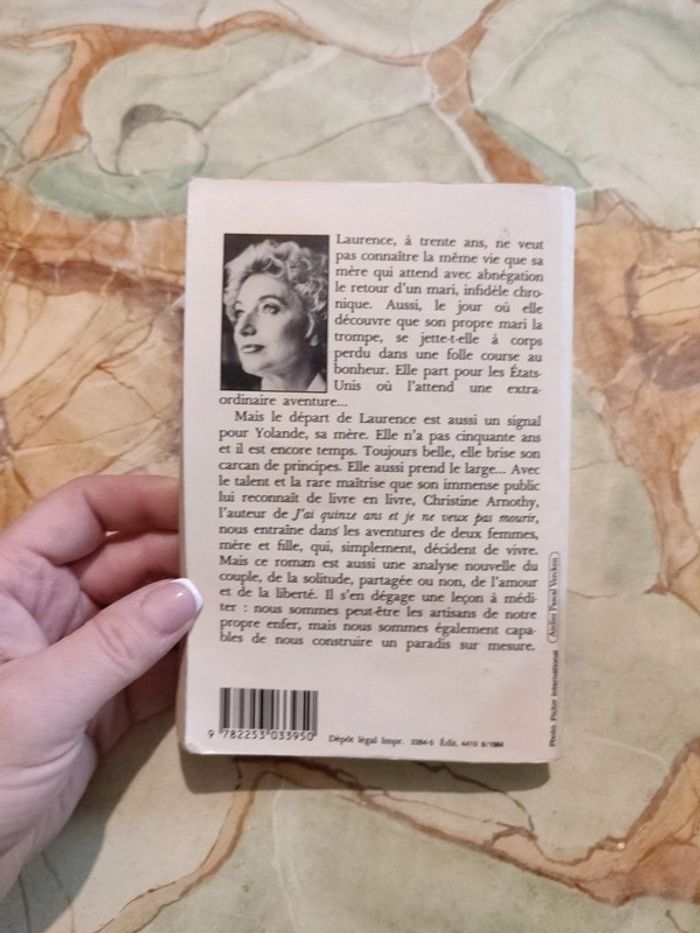 Laurence, à trente ans, ne veut
pas connaître la même vie que sa
mère qui attend avec abnégation
le retour d'un mari, infidèle chro-
nique. Aussi, le jour où elle
découvre que son propre mari la
trompe, se jette-t-elle à corps
perdu dans une folle course au
bonheur. Elle part pour les États-
Unis où l'attend une extra-
ordinaire aventure...
Mais le départ de Laurence est aussi un signal
pour Yolande, sa mère. Elle n'a pas cinquante ans
et il est encore temps. Toujours belle, elle brise son
carcan de principes. Elle aussi prend le large... Avec
le talent et la rare maîtrise que son immense public
lui reconnaît de livre en livre, Christine Arnothy,
l'auteur de J'ai quinze ans et je ne veux pas mourir,
nous entraîne dans les aventures de deux femmes,
mère et fille, qui, simplement, décident de vivre.
Mais ce roman est aussi une analyse nouvelle du
couple, de la solitude, partagée ou non, de l'amour
et de la liberté. Il s'en dégage une leçon à médi-
ter : nous sommes peut-être les artisans de notre
propre enfer, mais nous sommes également capa-
bles de nous construire un paradis sur mesure.
Photo Pictor international Atelier Pascal Vercken
9 782253 033950
Dépôt légal Impr. 2264-5 Édit. 4410 6/1984